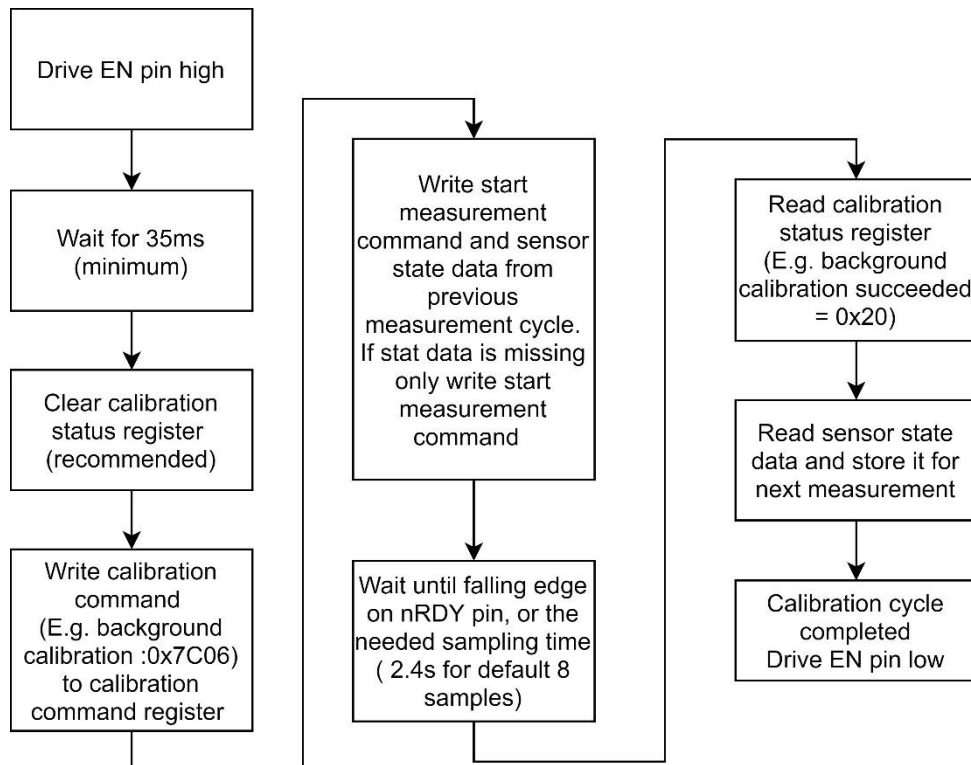 Drive EN pin high
Wait for 35ms
(minimum)
Clear calibration
status register
(recommended)
Write calibration
command
(E.g. background
calibration :0x7C06)
to calibration
command register
Write start
measurement
command and sensor
state data from
previous
measurement cycle.
If stat data is missing
only write start
measurement
command
Wait until falling edge
on nRDY pin, or the
needed sampling time
( 2.4s for default 8
samples)
Read calibration
status register
(E.g. background
calibration succeeded
= 0x20)
Read sensor state
data and store it for
next measurement
Calibration cycle
completed
Drive EN pin low